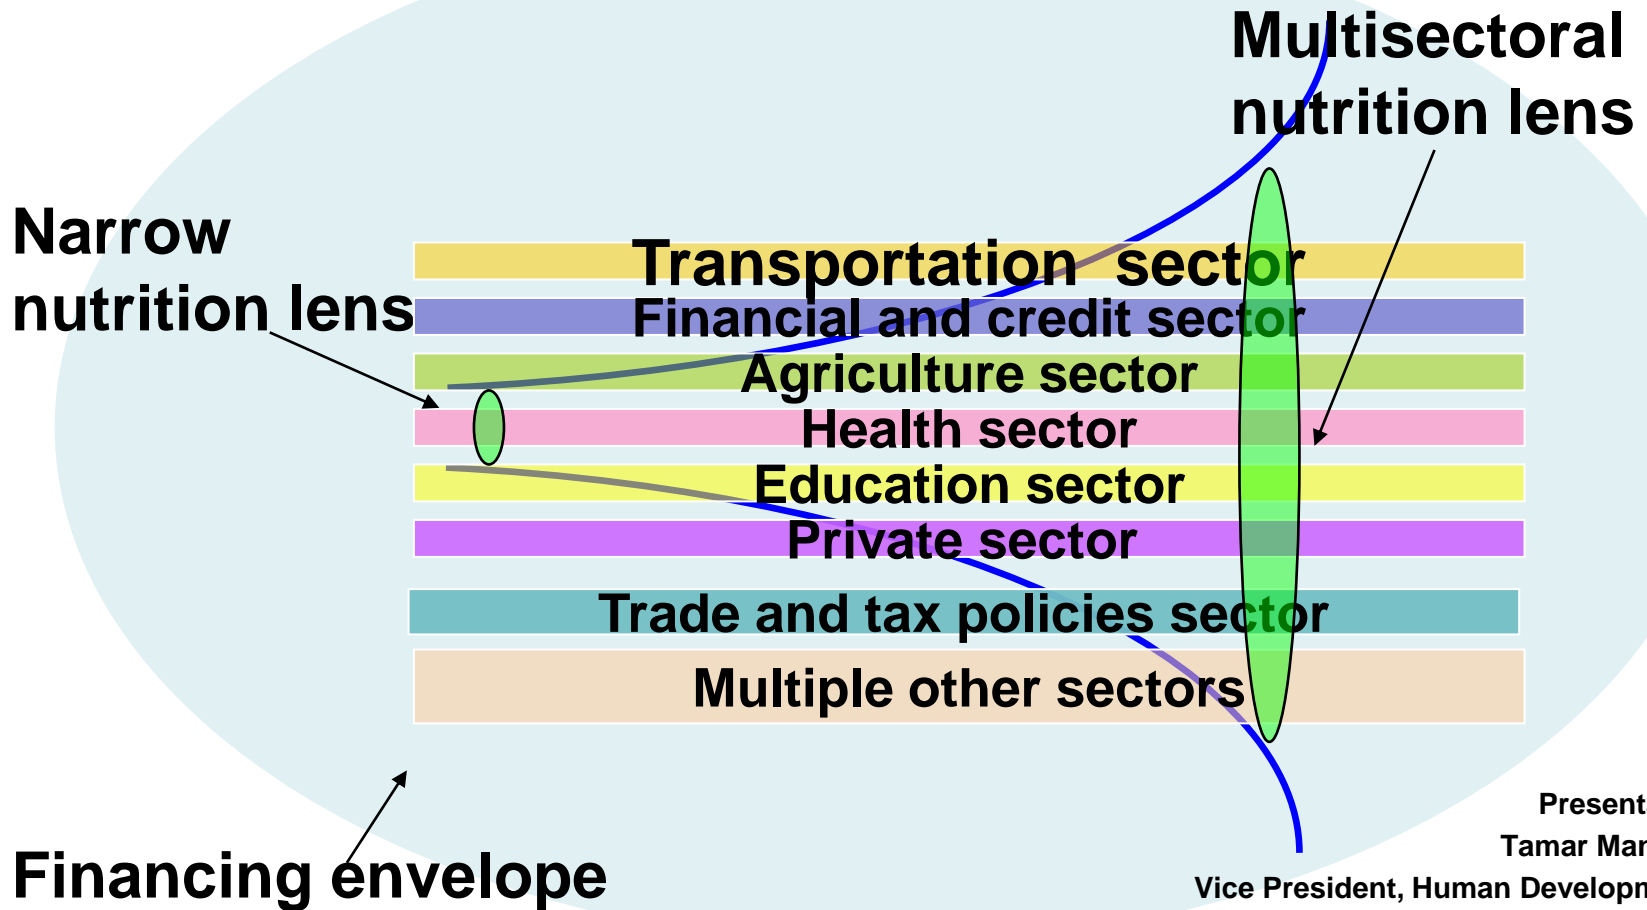 Multisectoral
nutrition lens
Narrow
nutrition lens
Transportation  sector
Financial and credit sector
Agriculture sector
Health sector
Education sector
Private sector
Trade and tax policies sector
Multiple other sectors
Financing envelope
Tamar
Vice President, Human